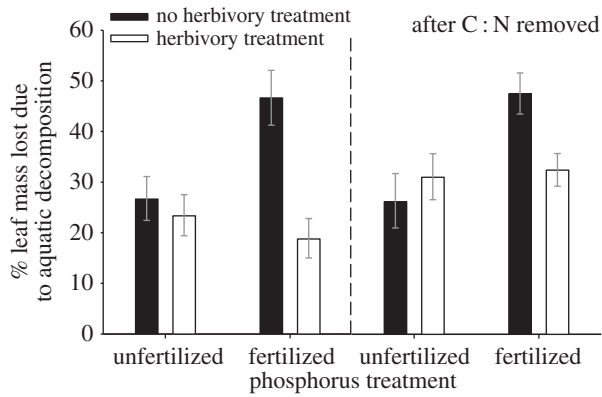 no herbivory treatment
herbivory treatment
after C : N removed
% leaf mass lost due
to aquatic decomposition
60
50
40
30
20
10
0
unfertilized fertilized unfertilized fertilized
phosphorus treatment